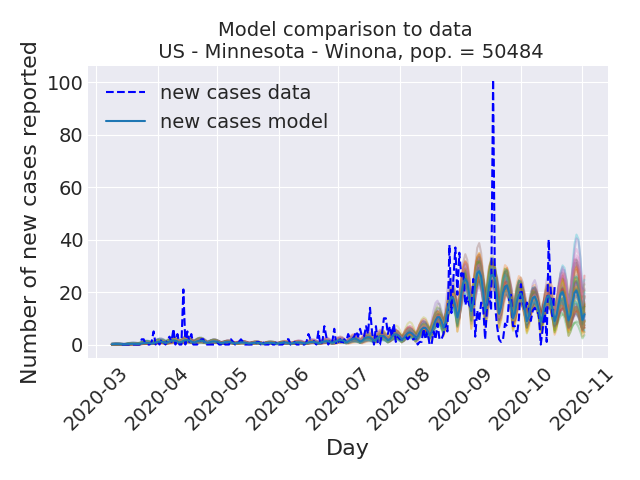 Model comparison to data
US - Minnesota - Winona, pop. = 50484
Number of new cases reported
100
80
60
40
20
0
new cases data
new cases model
2020-03
2020-04
2020-05
2020-06
2020-07
2020-08
2020-09
2020-10
2020-11
Day